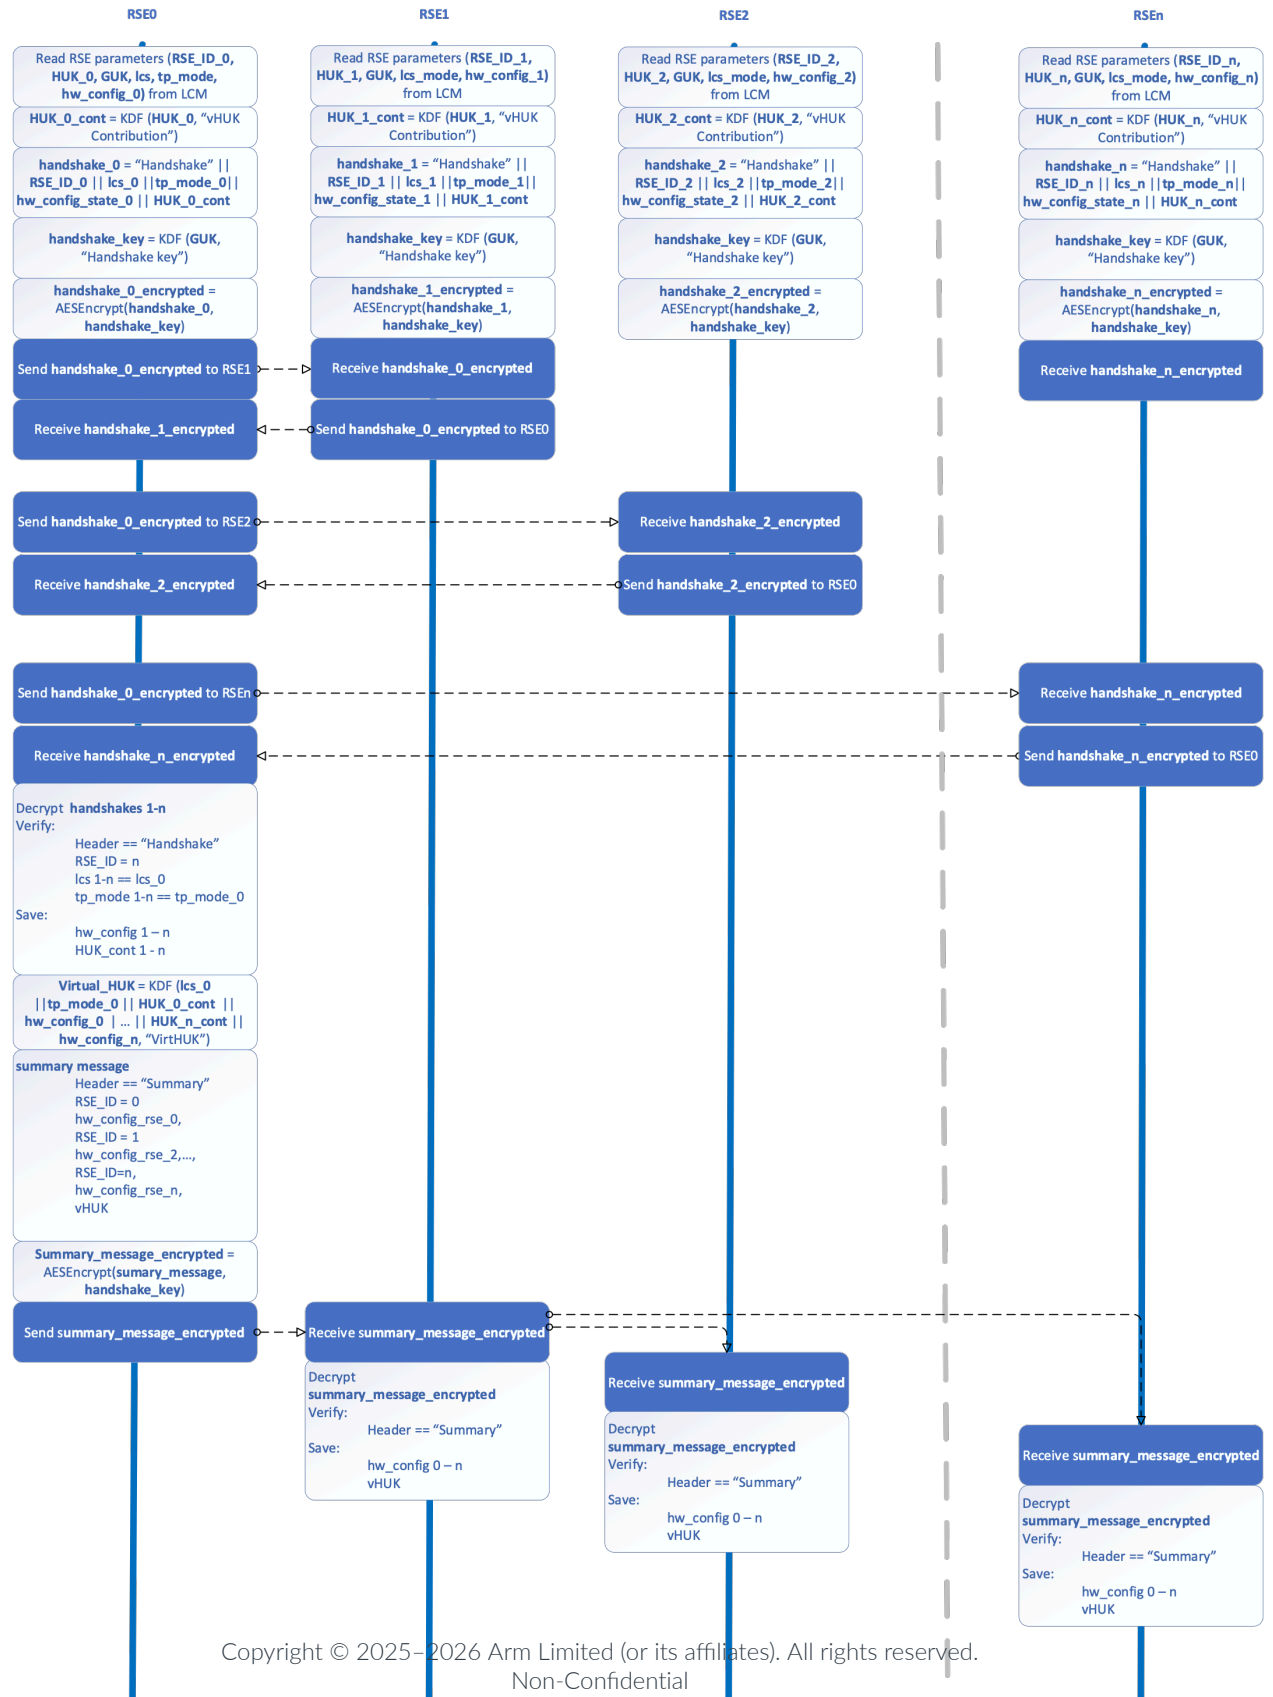 RSE0
RSE1
RSE2
RSEn
Read RSE parameters (RSE_ID_0,
HUK_0, GUK, lcs, tp_mode,
hw_config_0) from LCM
HUK_0_cont = KDF (HUK_0, “vHUK
Contribution”)
handshake_0 = “Handshake” ||
RSE_ID_0 || lcs_0 ||tp_mode_0||
hw_config_state_0 || HUK_0_cont
handshake_key = KDF (GUK,
“Handshake key”)
handshake_0_encrypted =
AESEncrypt(handshake_0,
handshake_key)
Read RSE parameters (RSE_ID_1,
HUK_1, GUK, lcs_mode, hw_config_1)
from LCM
HUK_1_cont = KDF (HUK_1, “vHUK
Contribution”)
handshake_1 = “Handshake” ||
RSE_ID_1 || lcs_1 ||tp_mode_1||
hw_config_state_1 || HUK_1_cont
handshake_key = KDF (GUK,
“Handshake key”)
handshake_1_encrypted =
AESEncrypt(handshake_1,
handshake_key)
Read RSE parameters (RSE_ID_2,
HUK_2, GUK, lcs_mode, hw_config_2)
from LCM
HUK_2_cont = KDF (HUK_2, “vHUK
Contribution”)
handshake_2 = “Handshake” ||
RSE_ID_2 || lcs_2 ||tp_mode_2||
hw_config_state_2 || HUK_2_cont
handshake_key = KDF (GUK,
“Handshake key”)
handshake_2_encrypted =
AESEncrypt(handshake_2,
handshake_key)
Read RSE parameters (RSE_ID_n,
HUK_n, GUK, lcs_mode, hw_config_n)
from LCM
HUK_n_cont = KDF (HUK_n, “vHUK
Contribution”)
handshake_n = “Handshake” ||
RSE_ID_n || lcs_n ||tp_mode_n||
hw_config_state_n || HUK_n_cont
handshake_key = KDF (GUK,
“Handshake key”)
handshake_n_encrypted =
AESEncrypt(handshake_n,
handshake_key)
Send handshake_0_encrypted to RSE1
Receive handshake_0_encrypted
Receive handshake_n_encrypted
Receive handshake_1_encrypted
Send handshake_0_encrypted to RSE0
Send handshake_0_encrypted to RSE2
Receive handshake_2_encrypted
Receive handshake_2_encrypted
Send handshake_2_encrypted to RSE0
Send handshake_0_encrypted to RSEn
Receive handshake_n_encrypted
Receive handshake_n_encrypted
Send handshake_n_encrypted to RSE0
Decrypt handshakes 1-n
Verify:
Header == “Handshake”
RSE_ID = n
lcs 1-n == lcs_0
tp_mode 1-n == tp_mode_0
Save:
hw_config 1 – n
HUK_cont 1 - n
Virtual_HUK = KDF (lcs_0
||tp_mode_0 || HUK_0_cont ||
hw_config_0 | ... || HUK_n_cont ||
hw_config_n, “VirtHUK”)
summary message
Header == “Summary”
RSE_ID = 0
hw_config_rse_0,
RSE_ID = 1
hw_config_rse_2,...,
RSE_ID=n,
hw_config_rse_n,
vHUK
Summary_message_encrypted =
AESEncrypt(sumary_message,
handshake_key)
Send summary_message_encrypted
Receive summary_message_encrypted
Decrypt
summary_message_encrypted
Verify:
Header == “Summary”
Save:
hw_config 0 – n
vHUK
Receive summary_message_encrypted
Decrypt
summary_message_encrypted
Verify:
Header == “Summary”
Save:
hw_config 0 – n
vHUK
Receive summary_message_encrypted
Decrypt
summary_message_encrypted
Verify:
Header == “Summary”
Save:
hw_config 0 – n
vHUK
Copyright © 2025–2026 Arm Limited (or its affiliates). All rights reserved.
Non-Confidential